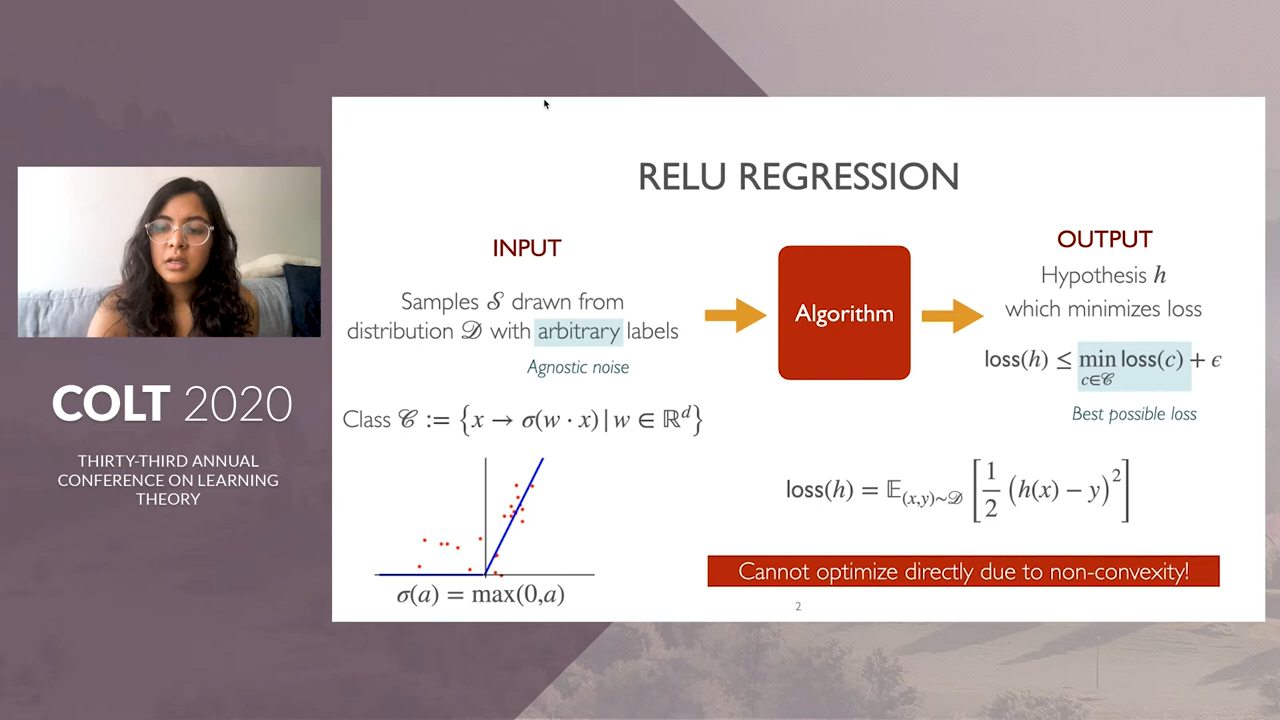 COLT 2020
THIRTY-THIRD ANNUAL
CONFERENCE ON LEARNING
THEORY
RELU REGRESSION
INPUT
Samples 𝒮 drawn from
distribution 𝒟 with arbitrary labels
Agnostic noise
Class 𝒞 := {x → σ(w · x) | w ∈ ℝ^d}
σ(a) = max(0,a)
Algorithm
OUTPUT
Hypothesis h
which minimizes loss
loss(h) ≤ min_{c∈𝒞} loss(c) + ϵ
Best possible loss
loss(h) = 𝔼_{(x,y)∼𝒟} [1/2 (h(x) − y)^2]
Cannot optimize directly due to non-convexity!
2